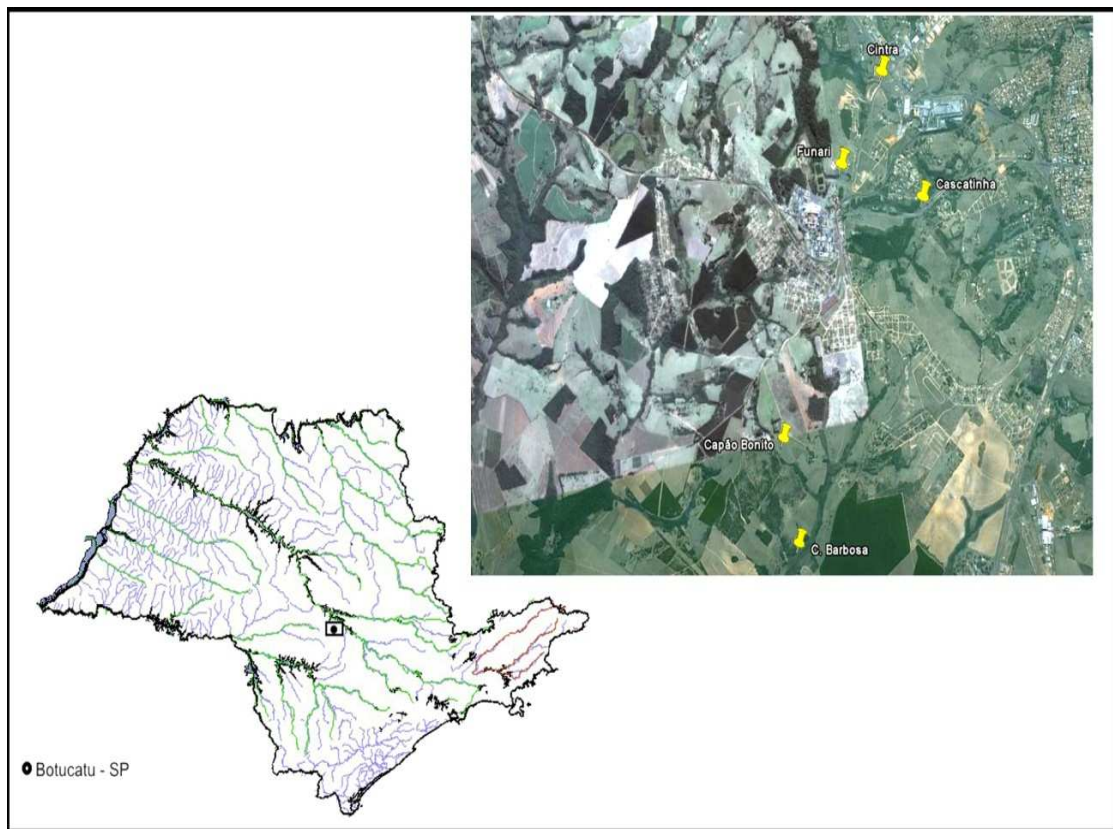 Cintra
Funari
Cascatinha
Capão Bonito
C. Barbosa
Botucatu - SP